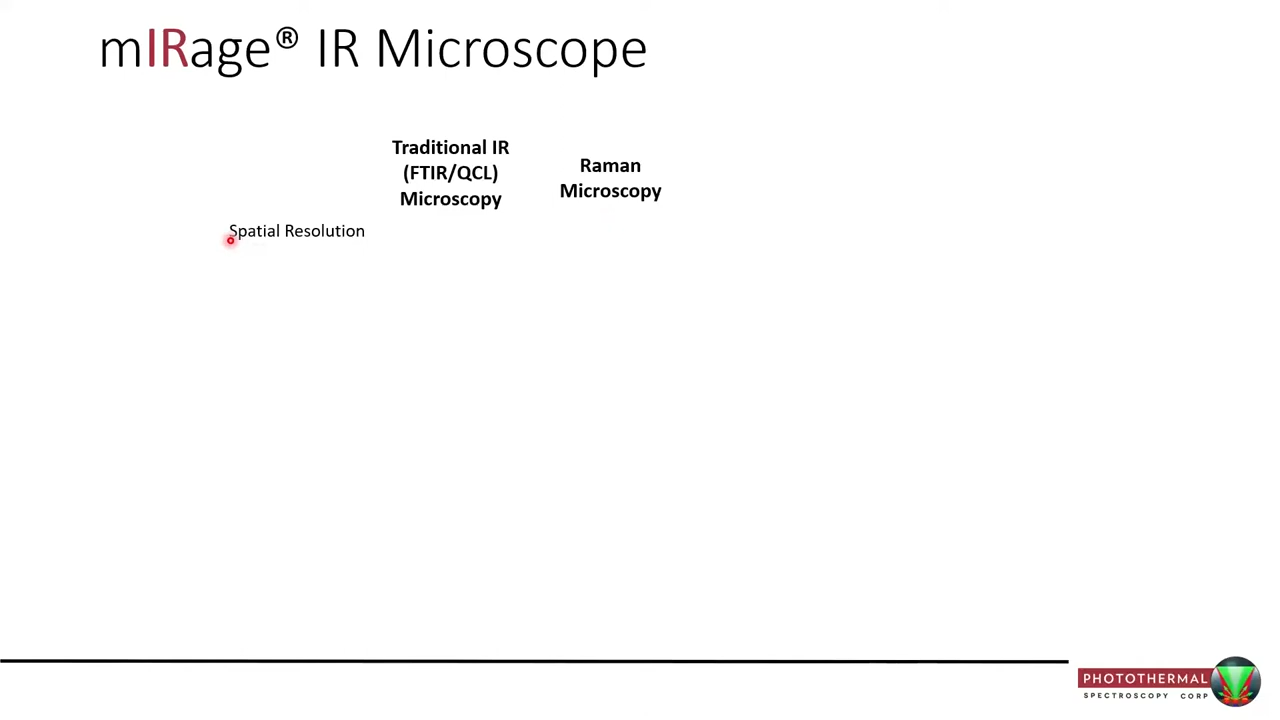 mIRage® IR Microscope
Traditional IR
(FTIR/QCL)
Microscopy
Raman
Microscopy
Spatial Resolution
PHOTOTHERMAL
SPECTROSCOPY CORP